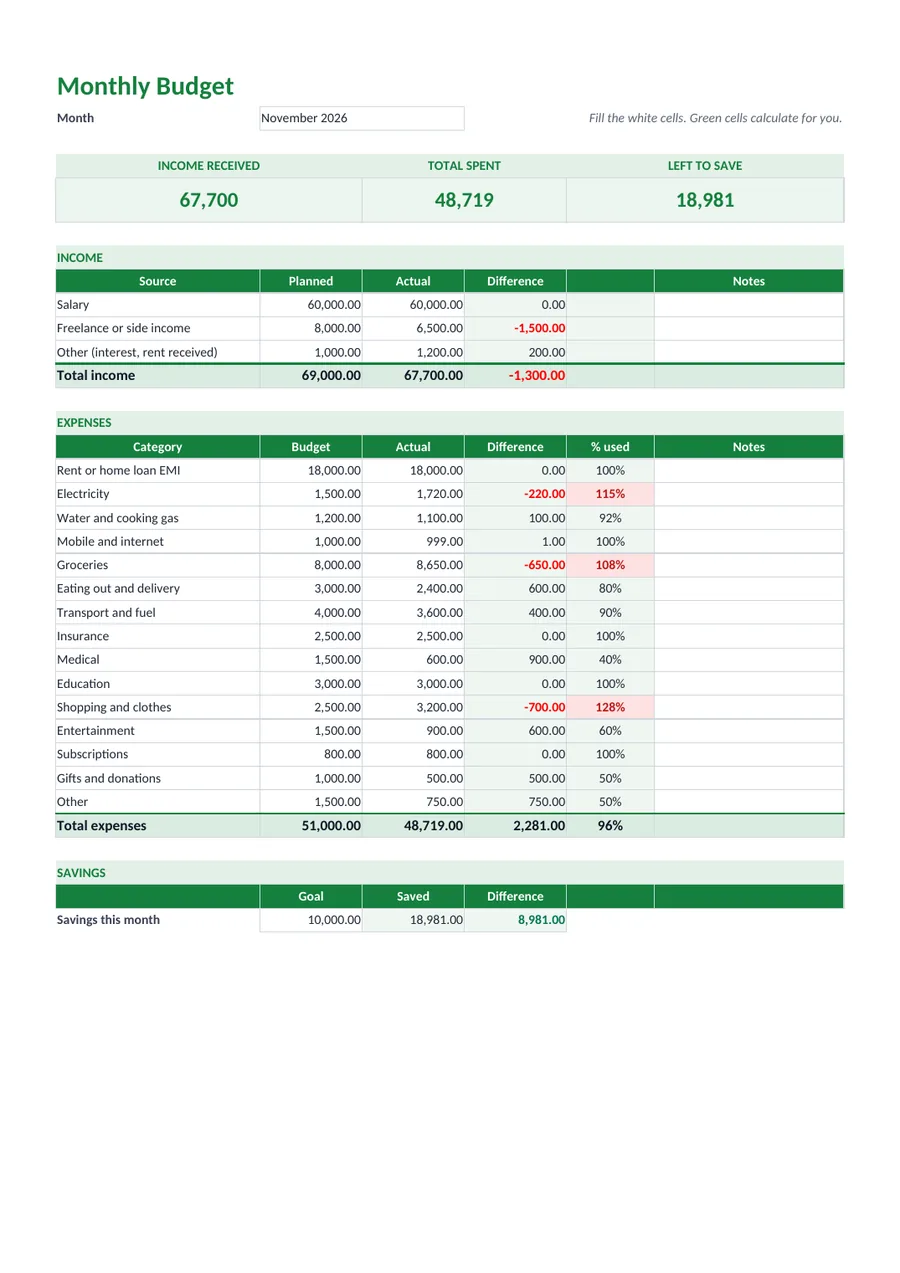 Monthly Budget
Month November 2026 Fill the white cells. Green cells calculate for you.
INCOME RECEIVED TOTAL SPENT LEFT TO SAVE
67,700 48,719 18,981
INCOME
Source Planned Actual Difference Notes
Salary 60,000.00 60,000.00 0.00
Freelance or side income 8,000.00 6,500.00 -1,500.00
Other (interest, rent received) 1,000.00 1,200.00 200.00
Total income 69,000.00 67,700.00 -1,300.00
EXPENSES
Category Budget Actual Difference % used Notes
Rent or home loan EMI 18,000.00 18,000.00 0.00 100%
Electricity 1,500.00 1,720.00 -220.00 115%
Water and cooking gas 1,200.00 1,100.00 100.00 92%
Mobile and internet 1,000.00 999.00 1.00 100%
Groceries 8,000.00 8,650.00 -650.00 108%
Eating out and delivery 3,000.00 2,400.00 600.00 80%
Transport and fuel 4,000.00 3,600.00 400.00 90%
Insurance 2,500.00 2,500.00 0.00 100%
Medical 1,500.00 600.00 900.00 40%
Education 3,000.00 3,000.00 0.00 100%
Shopping and clothes 2,500.00 3,200.00 -700.00 128%
Entertainment 1,500.00 900.00 600.00 60%
Subscriptions 800.00 800.00 0.00 100%
Gifts and donations 1,000.00 500.00 500.00 50%
Other 1,500.00 750.00 750.00 50%
Total expenses 51,000.00 48,719.00 2,281.00 96%
SAVINGS
Goal Saved Difference
Savings this month 10,000.00 18,981.00 8,981.00